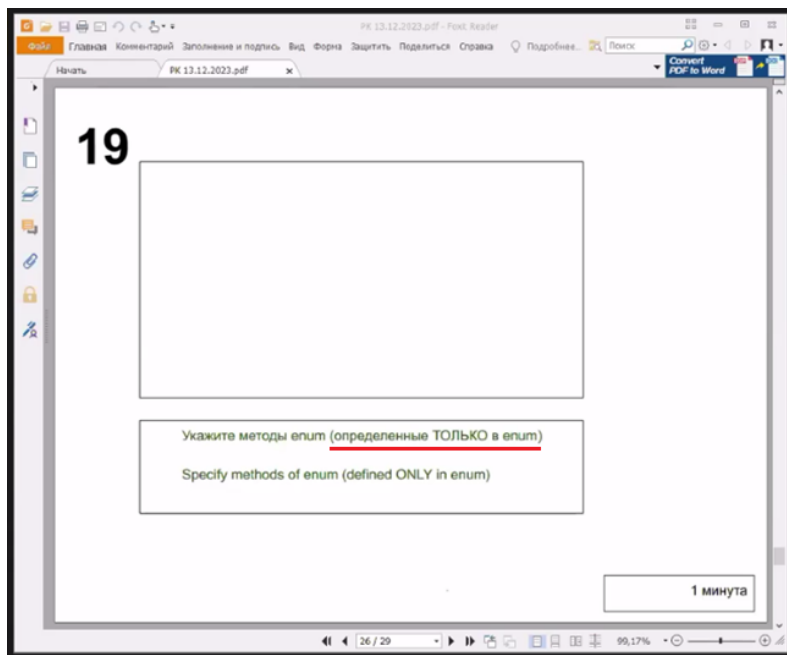 РК 13.12.2023.pdf - Foxit Reader
Файл Главная Комментарий Заполнение и подпись Вид Форма Защитить Поделиться Справка Подробнее... Поиск
Начать РК 13.12.2023.pdf
Convert
PDF to Word
19
Укажите методы enum (определенные ТОЛЬКО в enum)
Specify methods of enum (defined ONLY in enum)
1 минута
26 / 29 99,17%